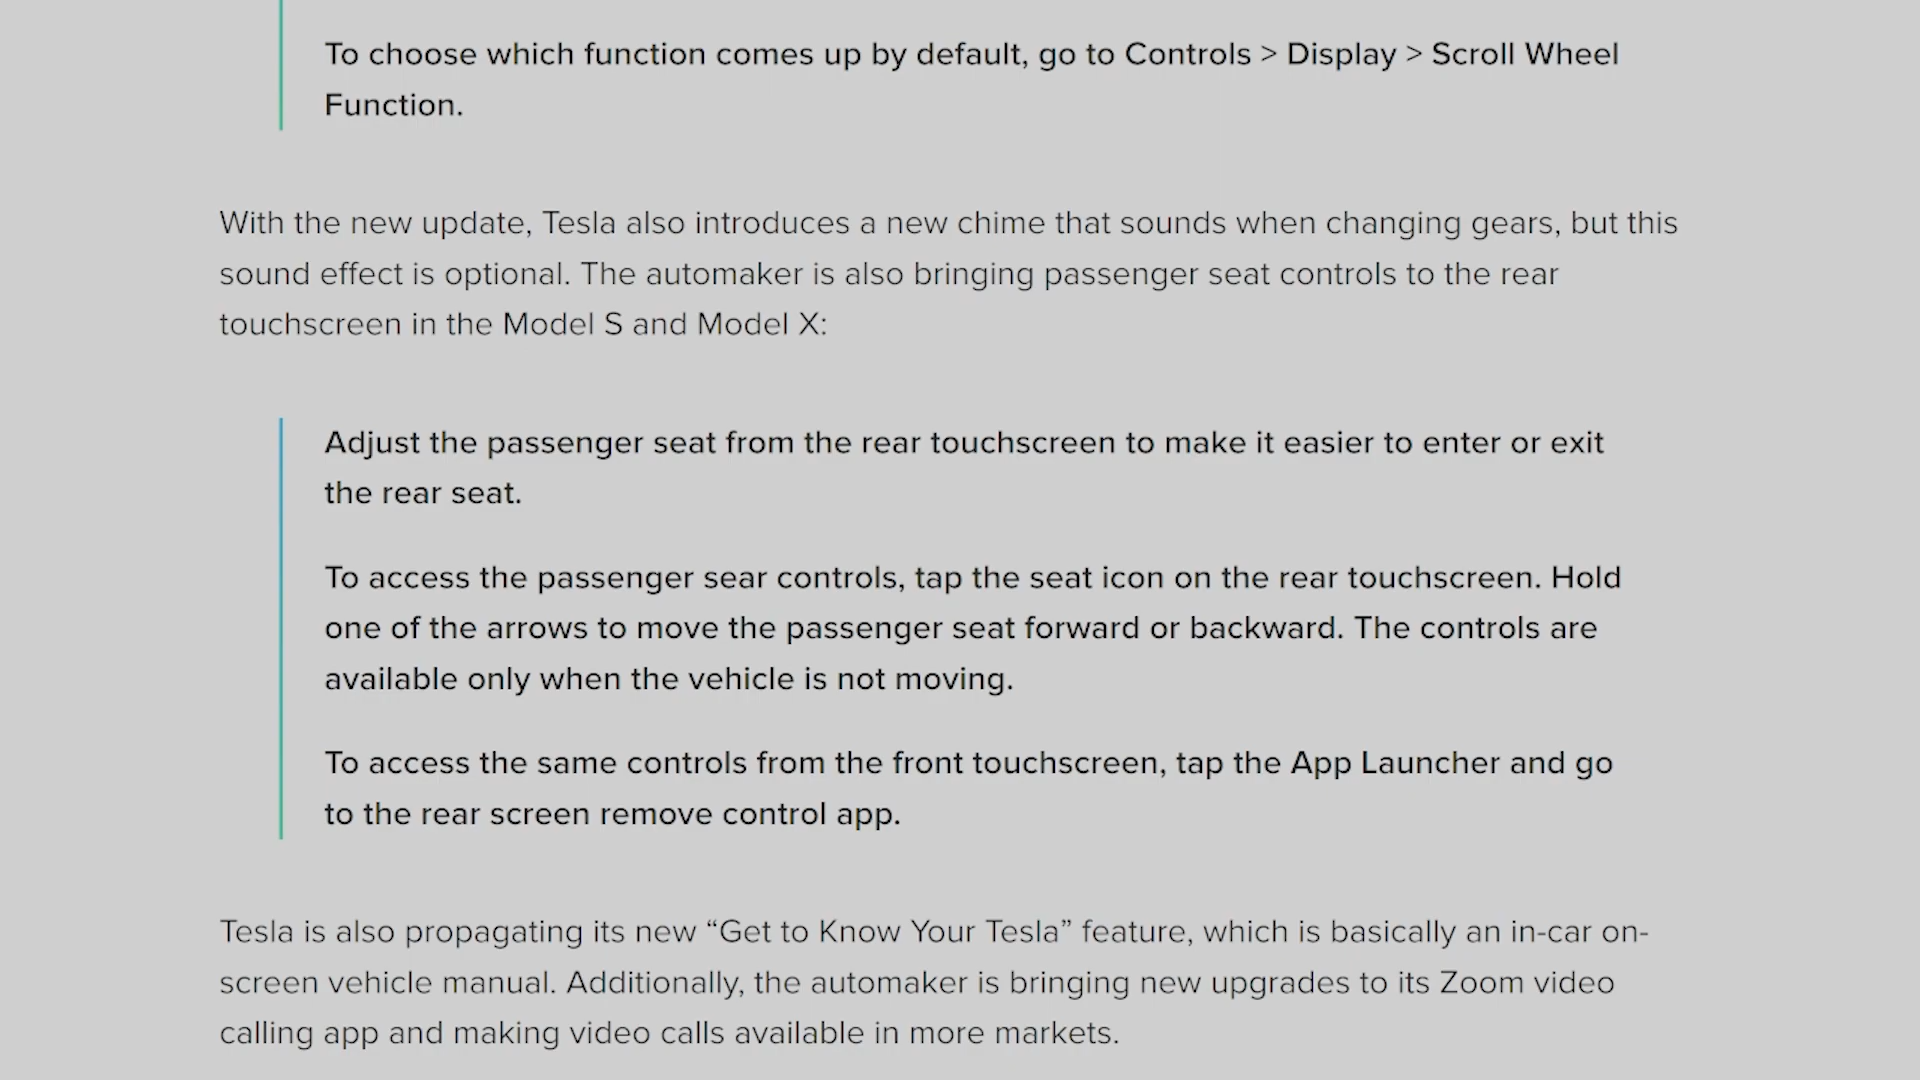 To choose which function comes up by default, go to Controls > Display > Scroll Wheel
Function.
With the new update, Tesla also introduces a new chime that sounds when changing gears, but this
sound effect is optional. The automaker is also bringing passenger seat controls to the rear
touchscreen in the Model S and Model X:
Adjust the passenger seat from the rear touchscreen to make it easier to enter or exit
the rear seat.
To access the passenger sear controls, tap the seat icon on the rear touchscreen. Hold
one of the arrows to move the passenger seat forward or backward. The controls are
available only when the vehicle is not moving.
To access the same controls from the front touchscreen, tap the App Launcher and go
to the rear screen remove control app.
Tesla is also propagating its new “Get to Know Your Tesla” feature, which is basically an in-car on-
screen vehicle manual. Additionally, the automaker is bringing new upgrades to its Zoom video
calling app and making video calls available in more markets.